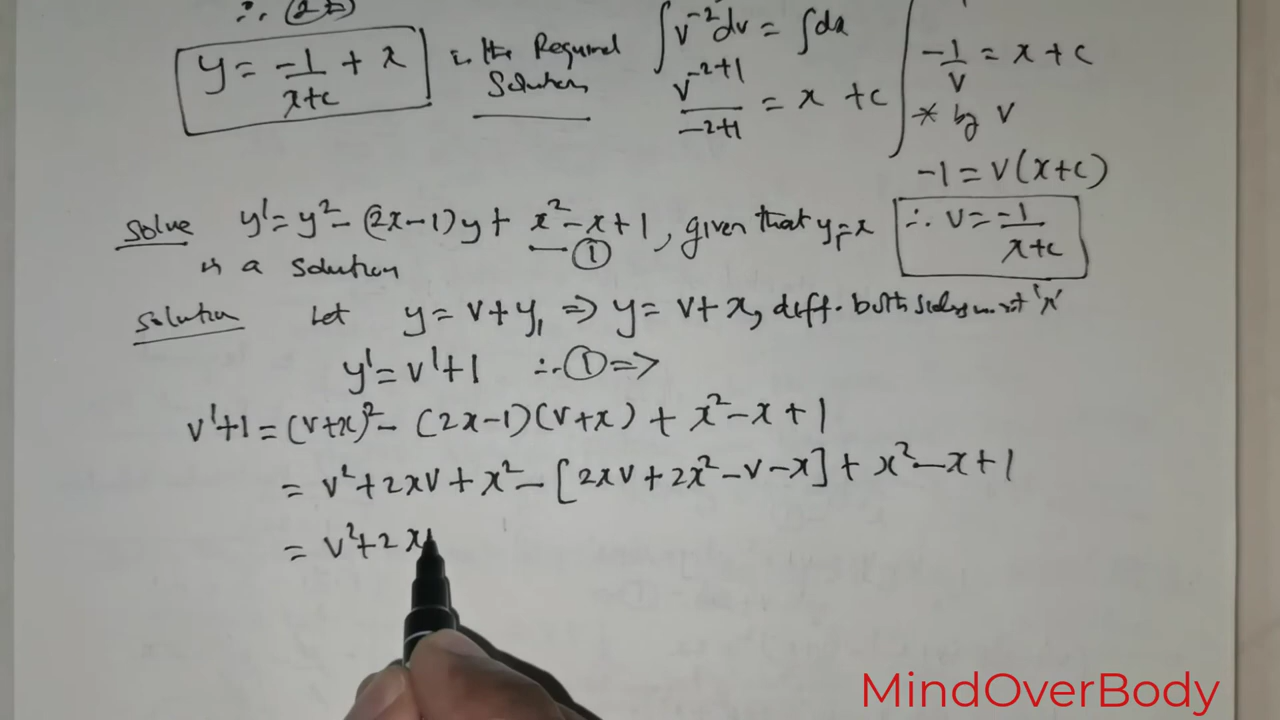 ∴ (2)
y = -1/(x+c) + x is the Required Solution
∫v⁻²dv = ∫dx
v⁻²⁺¹/(-2+1) = x + c
-1/v = x + c
* by v
-1 = v(x+c)
∴ v = -1/(x+c)
Solve y' = y² - (2x-1)y + x² - x + 1, given that y₁ = x
—①
is a solution
Solution Let y = v + y₁ ⇒ y = v + x, diff. both sides w.r.t 'x'
y' = v' + 1 ∴ ① ⇒
v' + 1 = (v+x)² - (2x-1)(v+x) + x² - x + 1
= v² + 2xv + x² - [2xv + 2x² - v - x] + x² - x + 1
= v² + 2x
MindOverBody